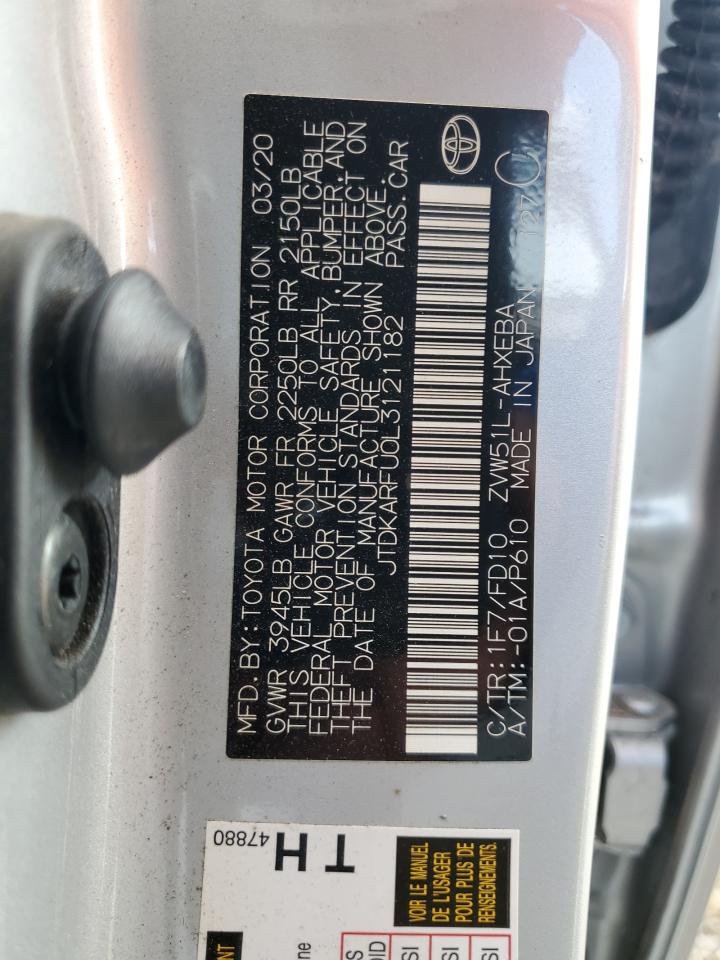 MFD. BY: TOYOTA MOTOR CORPORATION 03/20
GVWR 3945LB GAWR FR 2250LB RR 2150LB
THIS VEHICLE CONFORMS TO ALL APPLICABLE
FEDERAL MOTOR VEHICLE SAFETY, BUMPER, AND
THEFT PREVENTION STANDARDS IN EFFECT ON
THE DATE OF MANUFACTURE SHOWN ABOVE.
JTDKARFU0L3121182 PASS. CAR
C/TR: 1F7/FD10 ZVW51L-AHXEBA
A/TM: -01A/P610 MADE IN JAPAN 127
TH
47880
VOIR LE MANUEL
DE L'USAGER
POUR PLUS DE
RENSEIGNEMENTS.